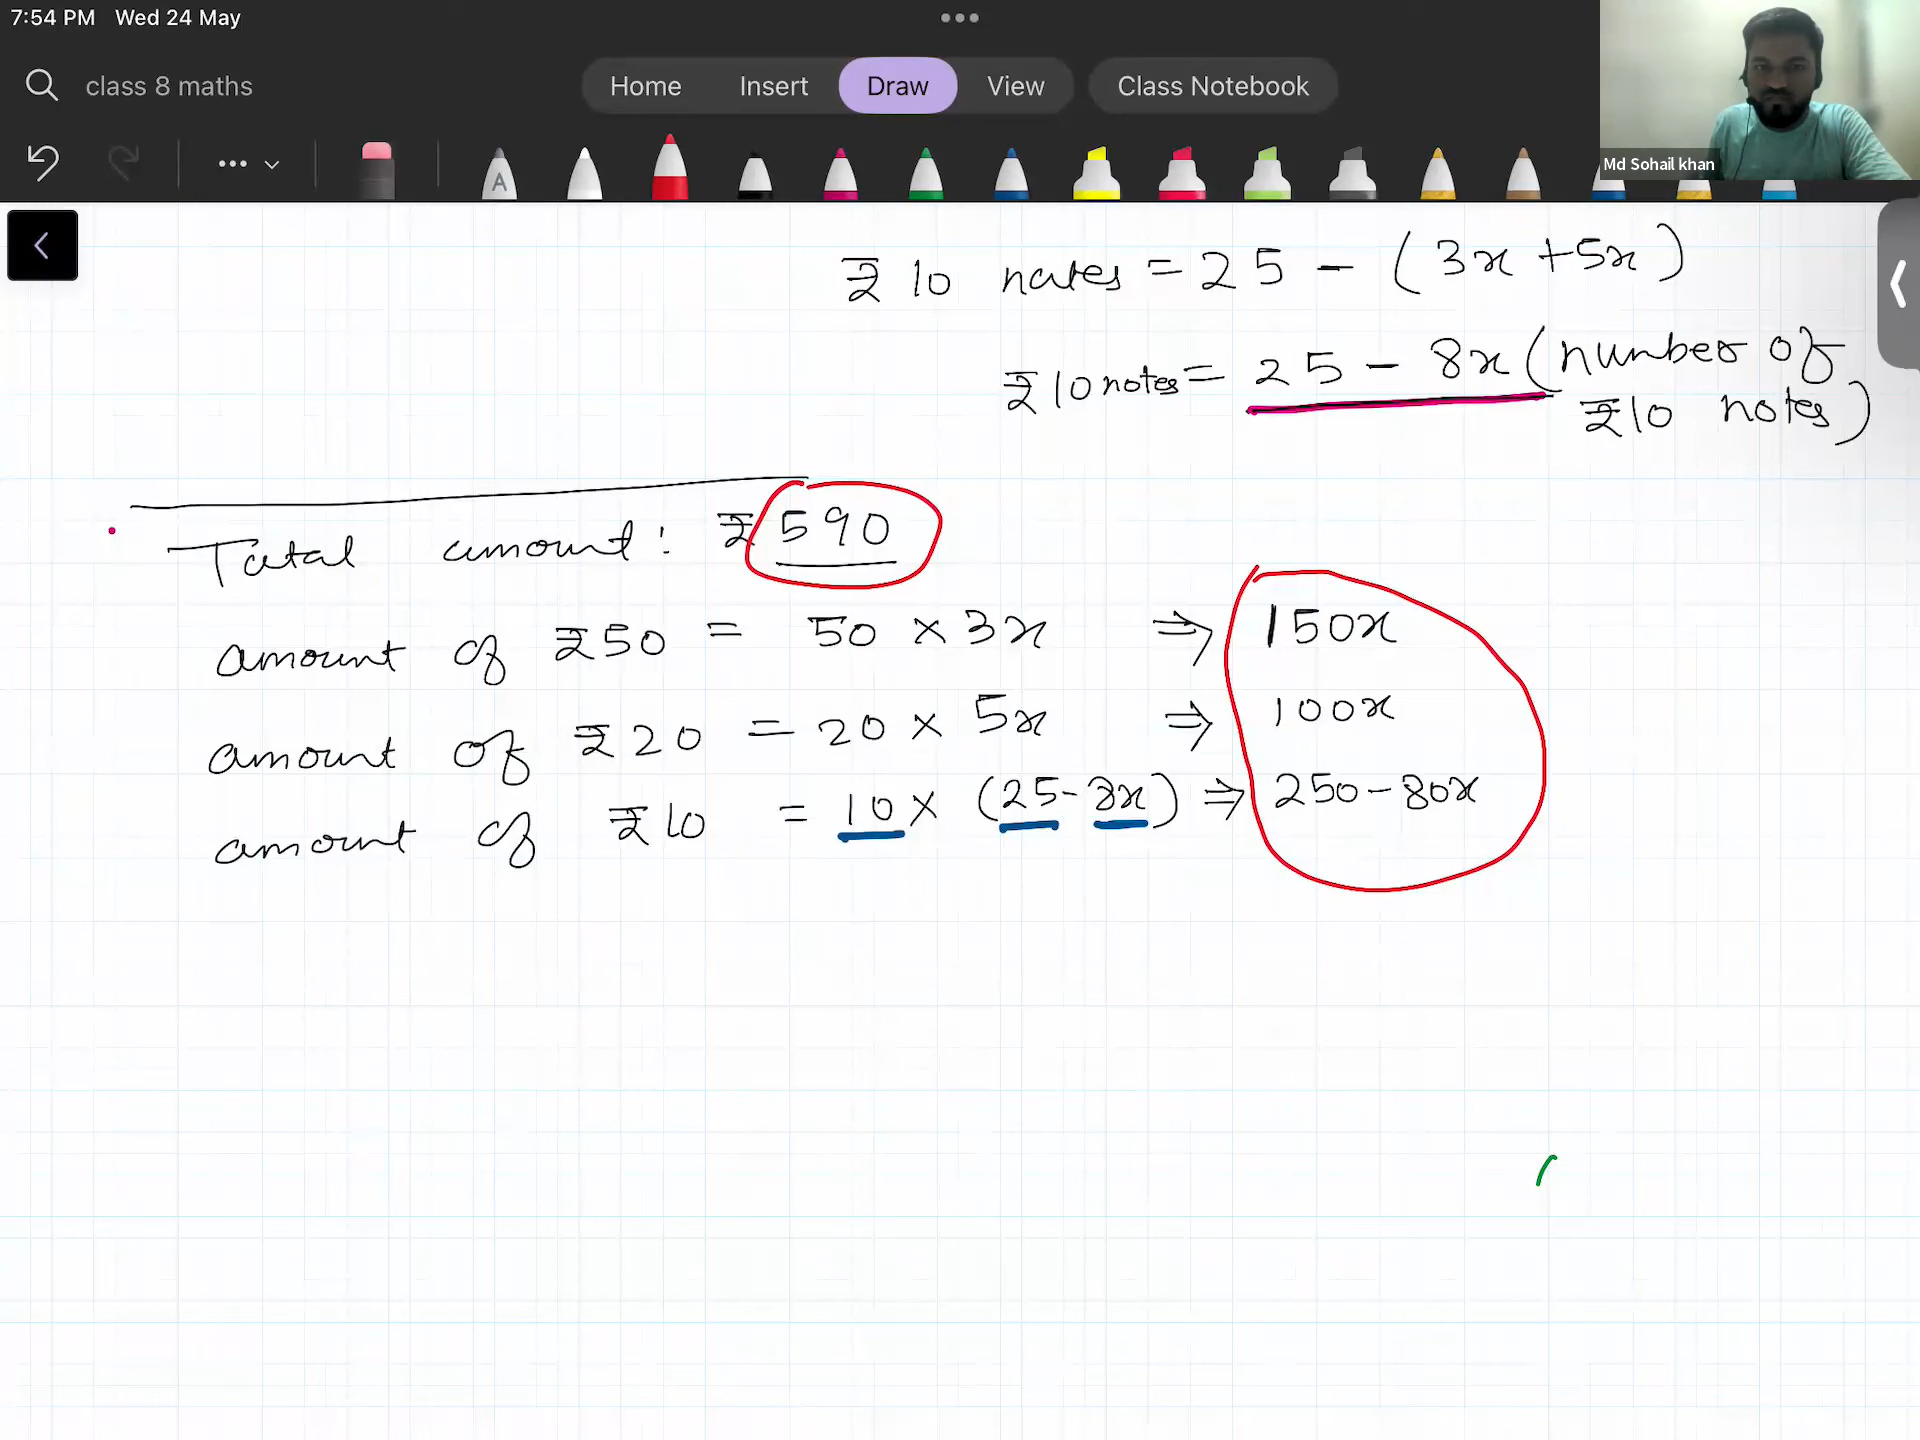 7:54 PM Wed 24 May
class 8 maths
Home Insert Draw View Class Notebook
A
Md Sohail khan
₹ 10 notes = 25 - (3x + 5x)
₹10 notes = 25 - 8x (number of
₹10 notes)
Total amount: ₹ 590
amount of ₹50 = 50 × 3x ⇒ 150x
amount of ₹20 = 20 × 5x ⇒ 100x
amount of ₹10 = 10 × (25-8x) ⇒ 250-80x